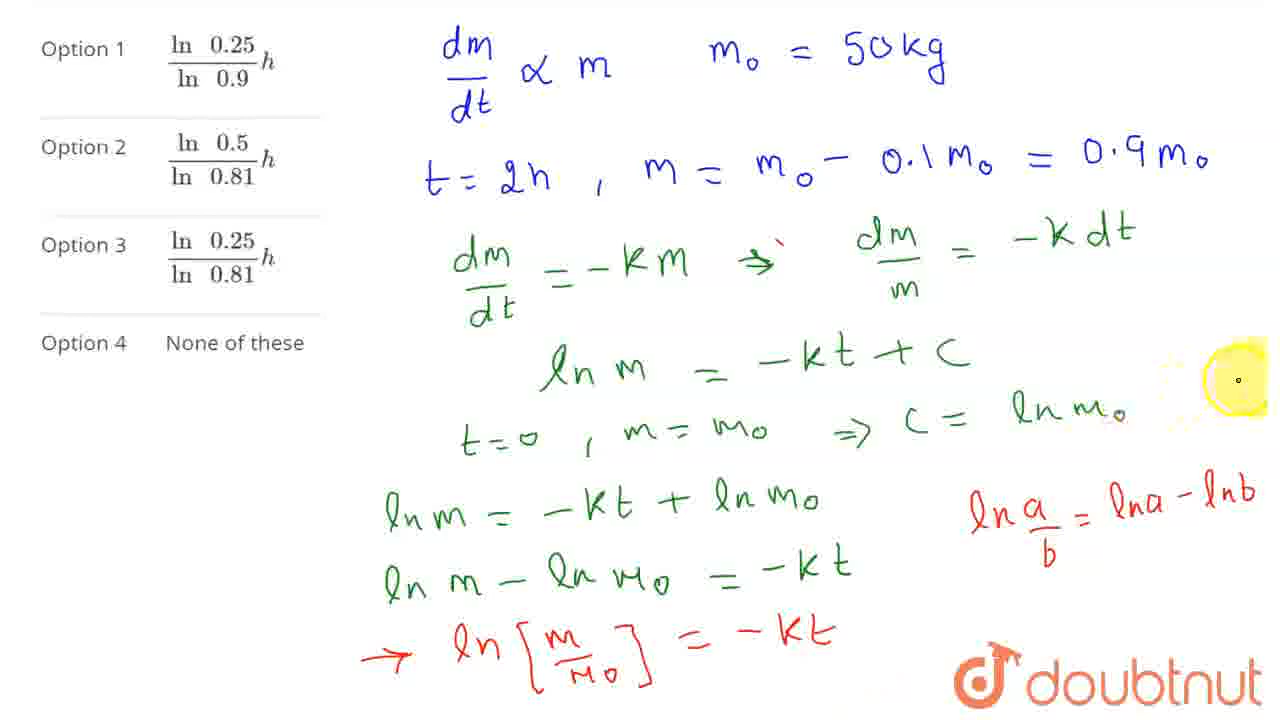 Option 1 ln 0.25 / ln 0.9 h
Option 2 ln 0.5 / ln 0.81 h
Option 3 ln 0.25 / ln 0.81 h
Option 4 None of these
dm/dt ∝ m m₀ = 50kg
t = 2h , m = m₀ - 0.1m₀ = 0.9m₀
dm/dt = -km ⇒ dm/m = -k dt
ln m = -kt + C
t=0 , m = m₀ ⇒ C = ln m₀
ln m = -kt + ln m₀
ln m - ln m₀ = -kt
→ ln [m/m₀] = -kt
ln a/b = ln a - ln b
doubtnut